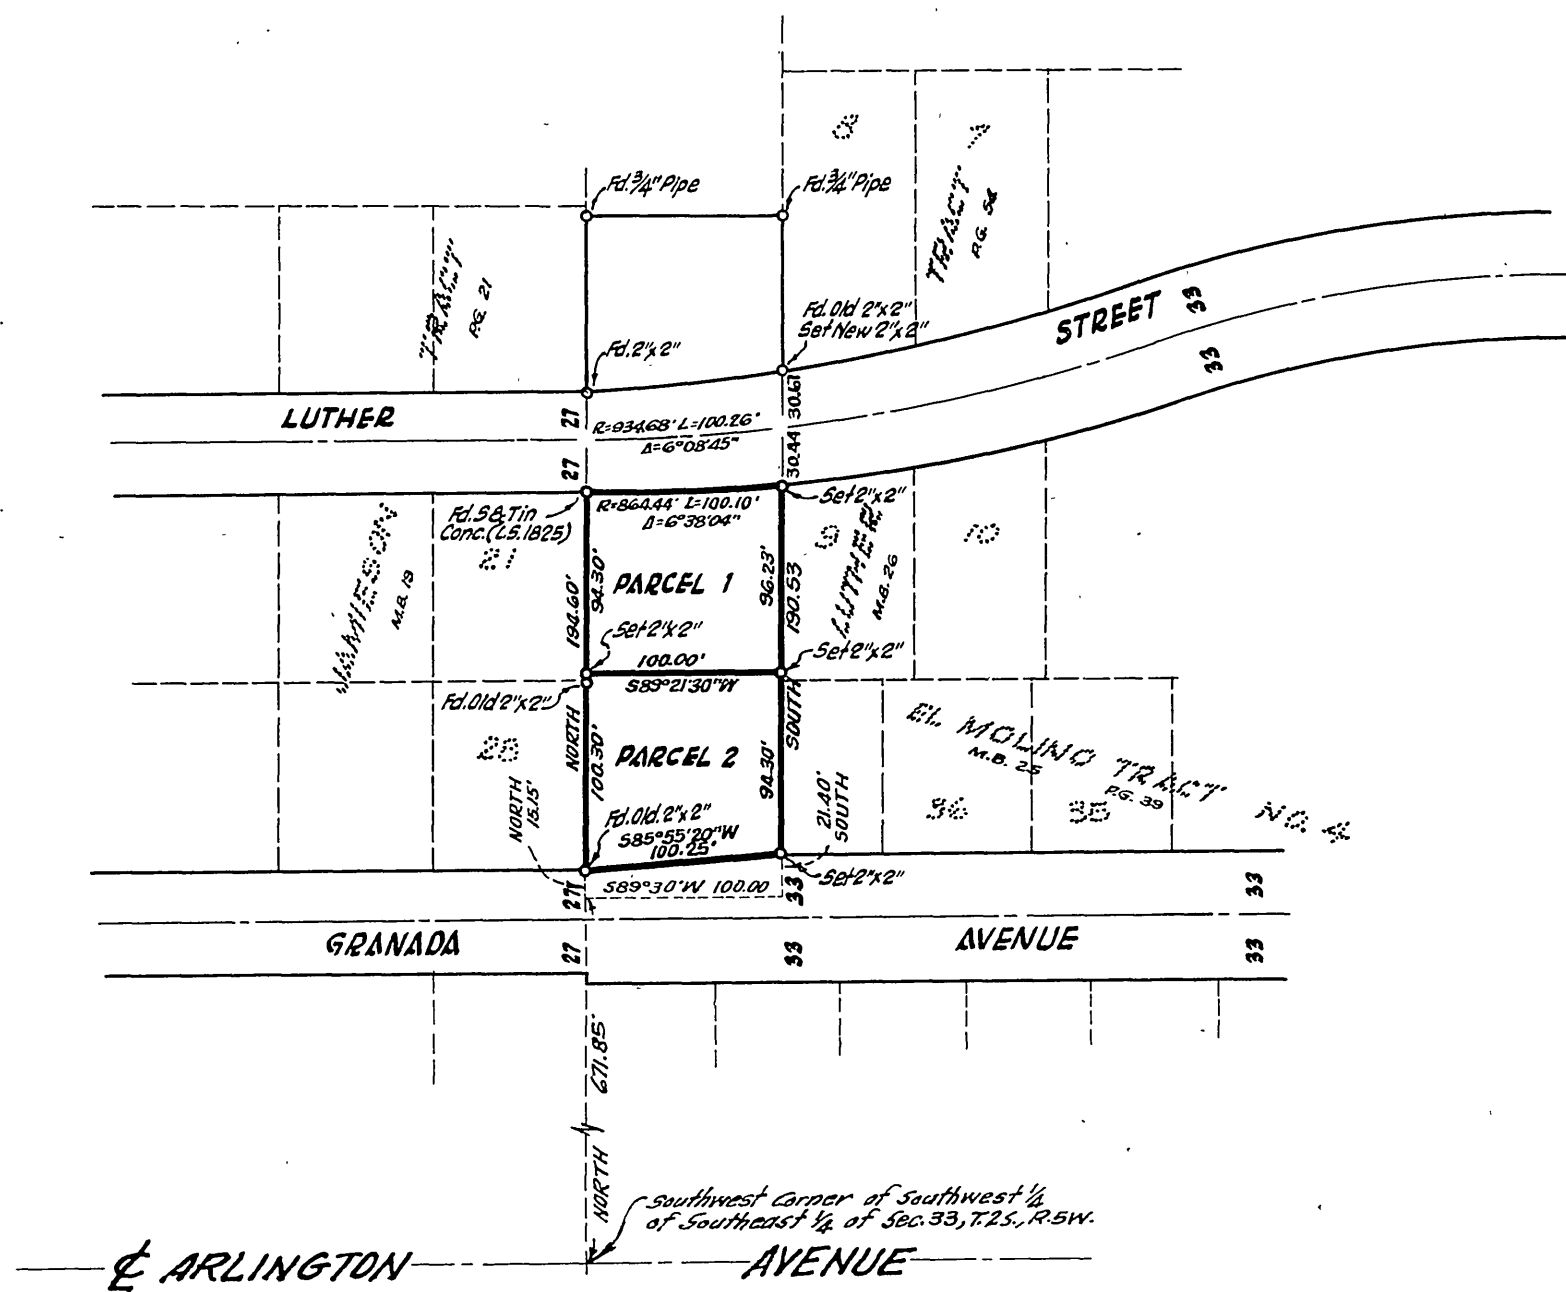 8
7
Fd. 3/4" Pipe
Fd. 3/4" Pipe
TRACT
PG. 21
TRACT
PG. 58
Fd. Old 2"x2"
Set New 2"x2"
STREET
33
33
Fd. 2"x2"
LUTHER
27
27
R=934.68' L=100.26'
Δ=6°08'45"
30.67
30.44
Set 2"x2"
R=864.44' L=100.10'
Δ=6°38'04"
Fd. S&T in
Conc. (L.S. 1825)
21
9
10
JAMIESON
M.B. 19
LUTHER
M.B. 26
194.60'
94.30'
PARCEL 1
96.23'
190.53
Set 2"x2"
100.00'
S89°21'30"W
Set 2"x2"
Fd. Old 2"x2"
28
NORTH
100.30'
PARCEL 2
94.30'
SOUTH
EL MOLINO TRACT NO. 4
M.B. 25
PG. 39
36
35
NORTH
15.15'
21.40'
SOUTH
Fd. Old. 2"x2"
S85°55'20"W
100.25'
Set 2"x2"
27
S89°30'W 100.00
33
33
GRANADA
27
33
AVENUE
33
NORTH 671.85'
Southwest Corner of Southwest 1/4
of Southeast 1/4 of Sec. 33, T.2S., R.5W.
℄ ARLINGTON AVENUE